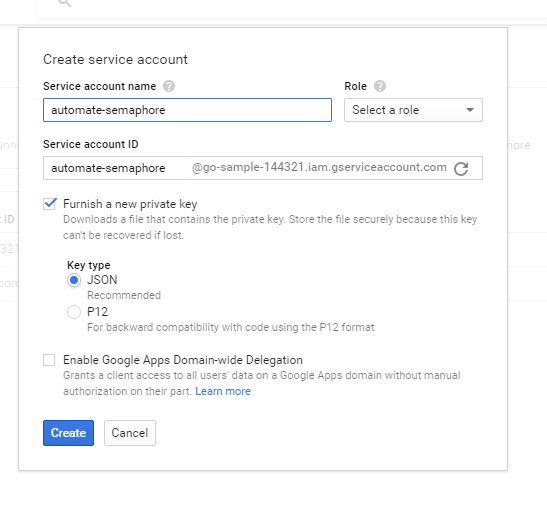 Create service account
Service account name
Role
automate-semaphore
Select a role
Service account ID
automate-semaphore @go-sample-144321.iam.gserviceaccount.com
Furnish a new private key
Downloads a file that contains the private key. Store the file securely because this key
can't be recovered if lost.
Key type
JSON
Recommended
P12
For backward compatibility with code using the P12 format
Enable Google Apps Domain-wide Delegation
Grants a client access to all users' data on a Google Apps domain without manual
authorization on their part. Learn more
Create
Cancel